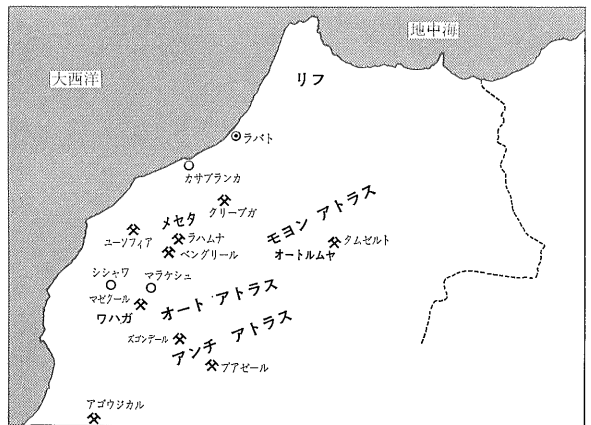 地中海
大西洋
リフ
ラバト
カサブランカ
クリーブガ
メセタ
モヨン アトラス
ユーソフィア
ラハムナ
ベングリール
オートルムヤ
タムゼルト
シシャワ
マラケシュ
マゼクール
オート アトラス
ワハガ
ズゴンデール
アンチ アトラス
ブアゼール
アゴウジカル